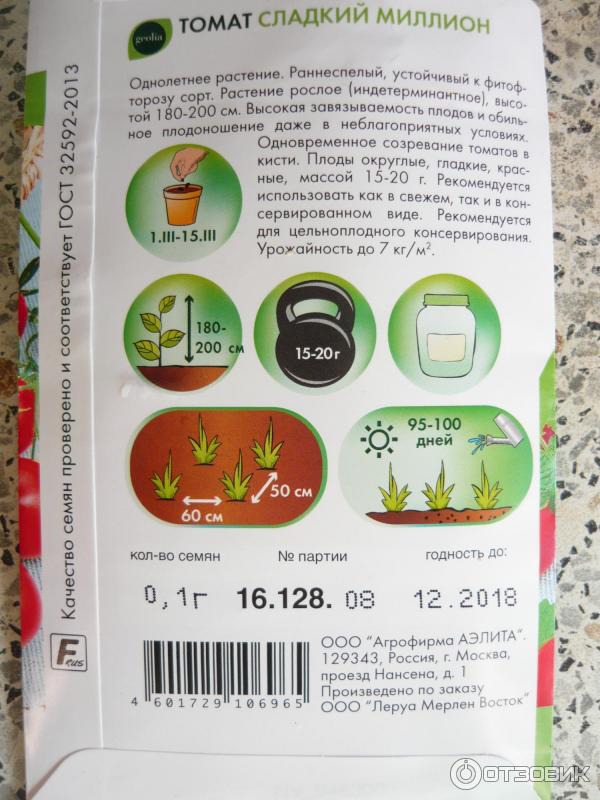 geolia
ТОМАТ СЛАДКИЙ МИЛЛИОН
Однолетнее растение. Раннеспелый, устойчивый к фитоф-
торозу сорт. Растение рослое (индетерминантное), высо-
той 180-200 см. Высокая завязываемость плодов и обиль-
ное плодоношение даже в неблагоприятных условиях.
Одновременное созревание томатов в
кисти. Плоды округлые, гладкие, крас-
ные, массой 15-20 г. Рекомендуется
использовать как в свежем, так и в кон-
сервированном виде. Рекомендуется
для цельноплодного консервирования.
Урожайность до 7 кг/м².
1.III-15.III
180-
200 см
15-20 г
50 см
60 см
95-100
дней
кол-во семян № партии годность до:
0,1г 16.128. 08 12.2018
4 601729 106965
ООО "Агрофирма АЭЛИТА".
129343, Россия, г. Москва,
проезд Нансена, д. 1
Произведено по заказу
ООО "Леруа Мерлен Восток"
Качество семян проверено и соответствует ГОСТ 32592-2013
F RUS
ОТЗОВИК